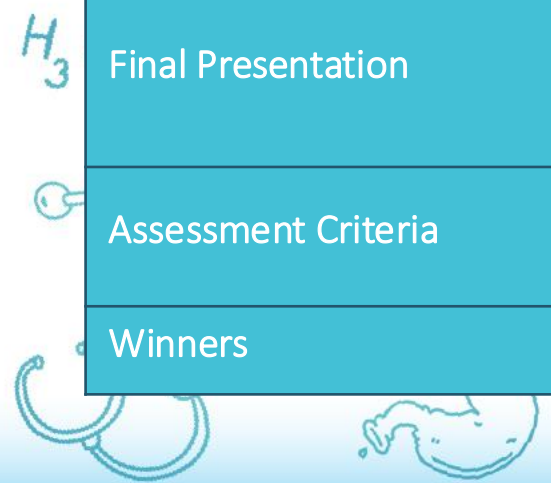 H3
Final Presentation
Assessment Criteria
Winners